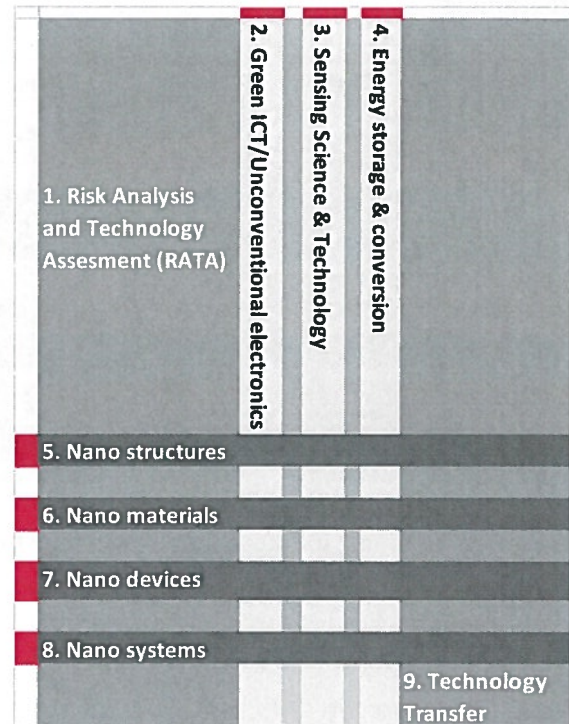 2. Green ICT/Unconventional electronics
3. Sensing Science & Technology
4. Energy storage & conversion
1. Risk Analysis
and Technology
Assesment (RATA)
5. Nano structures
6. Nano materials
7. Nano devices
8. Nano systems
9. Technology
Transfer